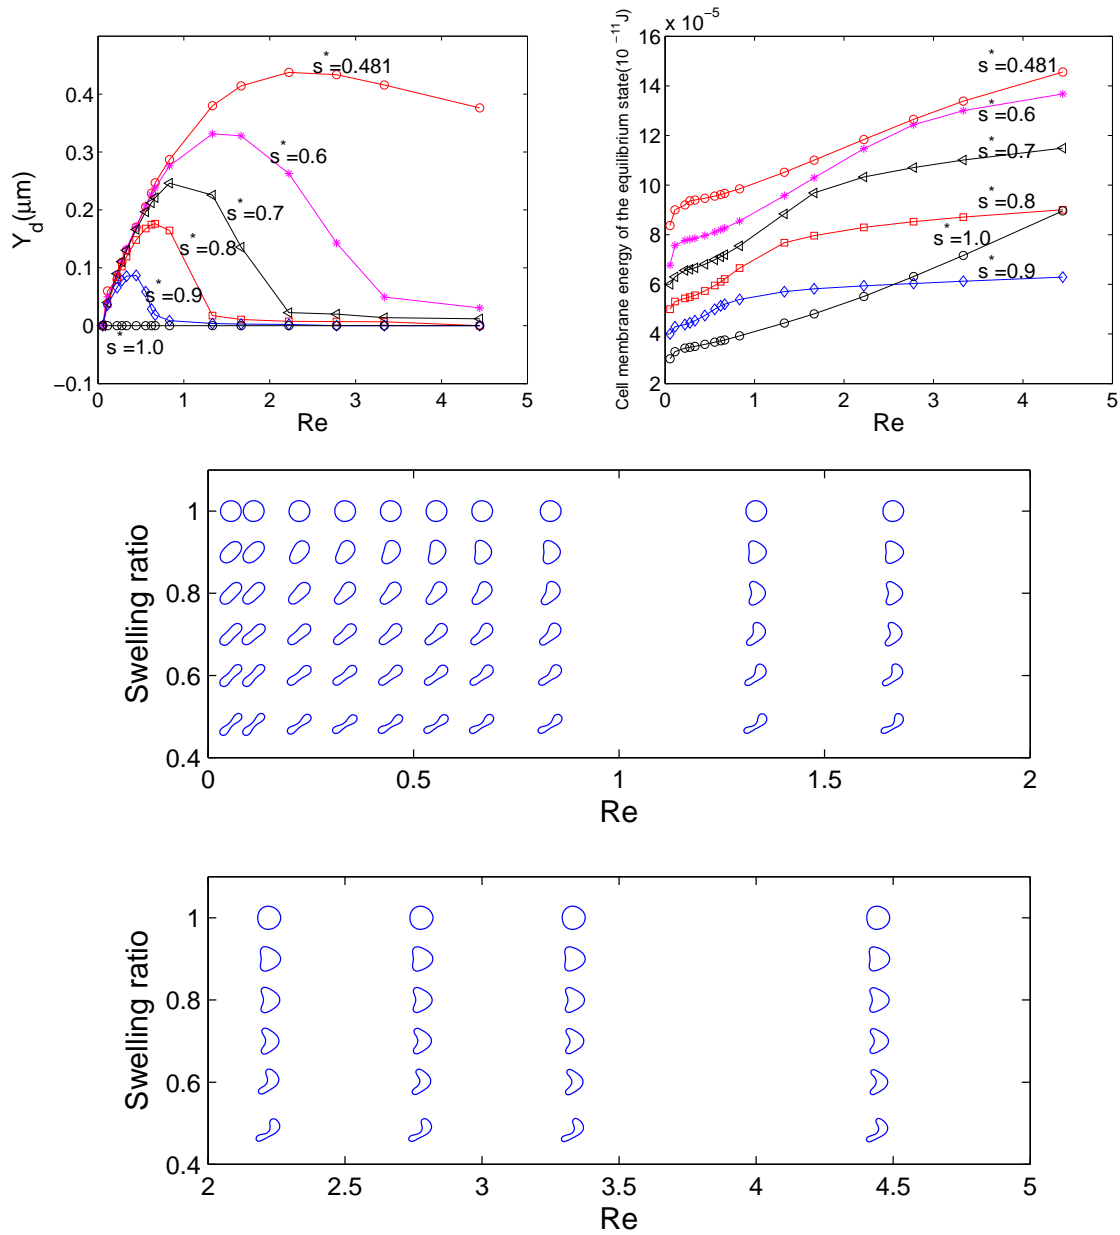 s*=0.481
s*=0.6
s*=0.7
s*=0.8
s*=0.9
s*=1.0
0.4
0.3
0.2
0.1
0
−0.1
Y_d(μm)
0 1 2 3 4 5
Re
x 10^−5
16
14
12
10
8
6
4
2
Cell membrane energy of the equilibrium state(10^−11J)
s*=0.481
s*=0.6
s*=0.7
s*=0.8
s*=1.0
s*=0.9
0 1 2 3 4 5
Re
1
0.8
0.6
0.4
Swelling ratio
0 0.5 1 1.5 2
Re
1
0.8
0.6
0.4
Swelling ratio
2 2.5 3 3.5 4 4.5 5
Re